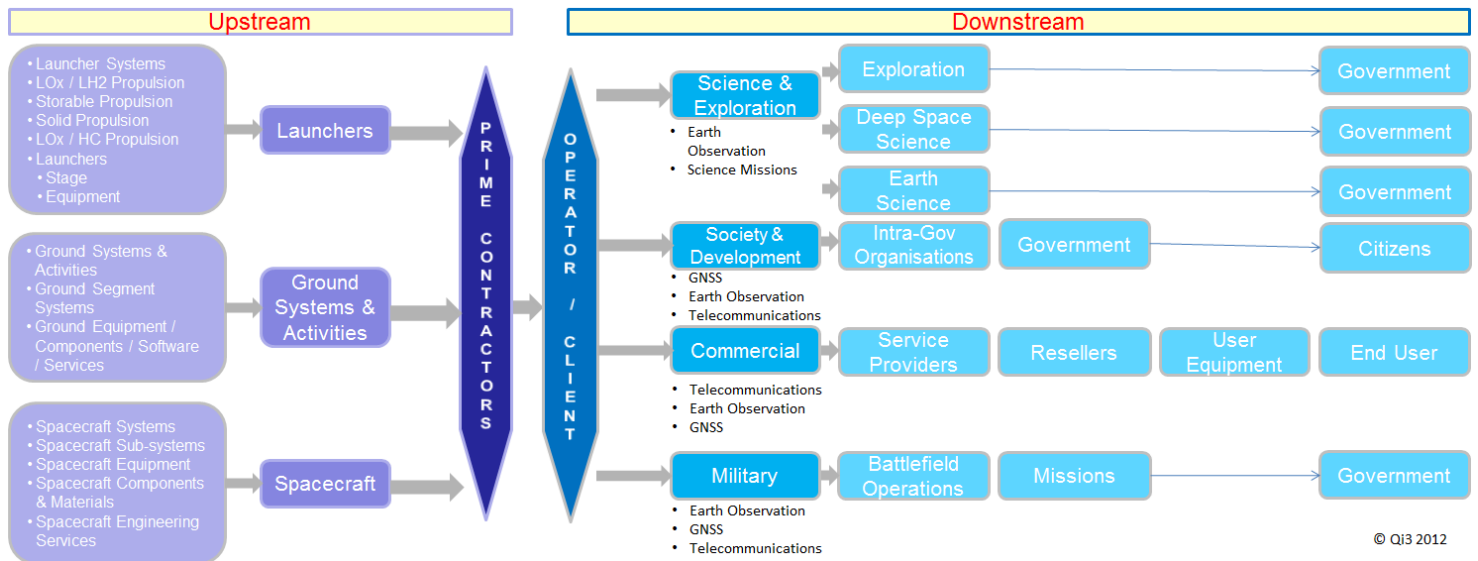 Upstream
Downstream
• Launcher Systems
• LOx / LH2 Propulsion
• Storable Propulsion
• Solid Propulsion
• LOx / HC Propulsion
• Launchers
• Stage
• Equipment
Launchers
• Ground Systems &
Activities
• Ground Segment
Systems
• Ground Equipment /
Components / Software
/ Services
Ground
Systems &
Activities
• Spacecraft Systems
• Spacecraft Sub-systems
• Spacecraft Equipment
• Spacecraft Components
& Materials
• Spacecraft Engineering
Services
Spacecraft
PRIME CONTRACTORS
OPERATOR / CLIENT
Science &
Exploration
• Earth
Observation
• Science Missions
Exploration
Government
Deep Space
Science
Government
Earth
Science
Government
Society &
Development
• GNSS
• Earth Observation
• Telecommunications
Intra-Gov
Organisations
Government
Citizens
Commercial
• Telecommunications
• Earth Observation
• GNSS
Service
Providers
Resellers
User
Equipment
End User
Military
• Earth Observation
• GNSS
• Telecommunications
Battlefield
Operations
Missions
Government
© Qi3 2012